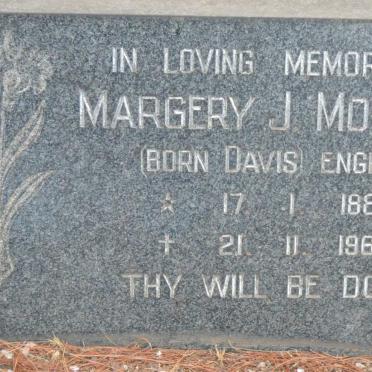 IN LOVING MEMOR
MARGERY J. MO
(BORN DAVIS) ENG
* 17. 1. 188
† 21. 11. 196
THY WILL BE DO